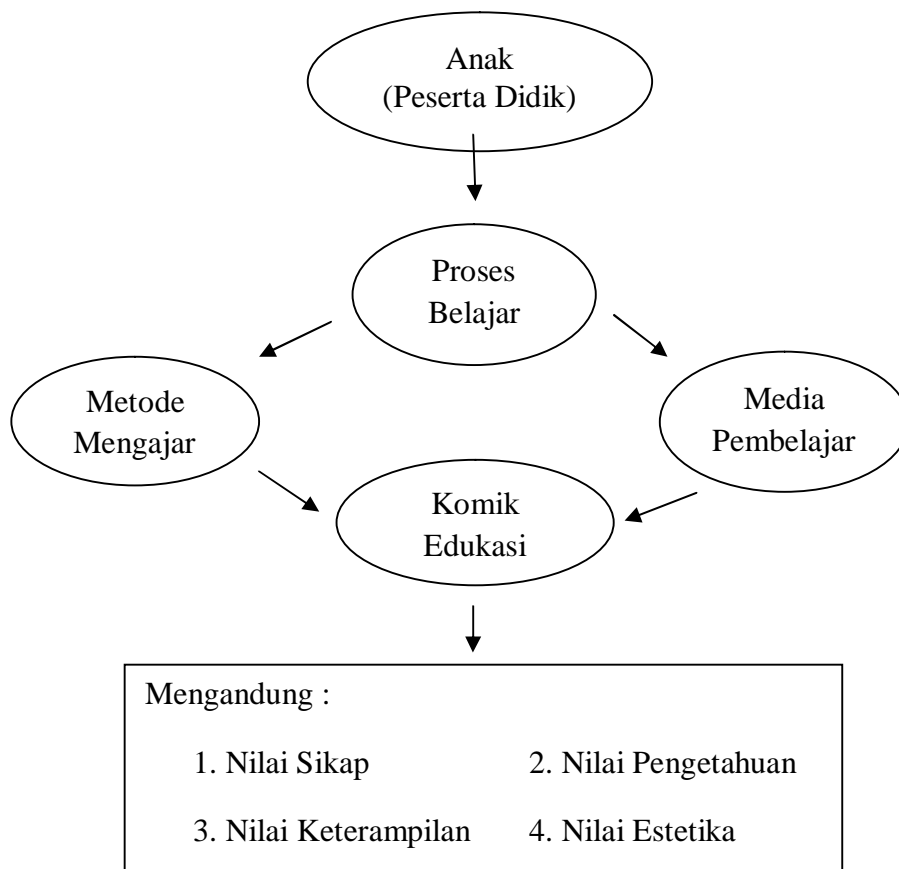 Anak
(Peserta Didik)
Proses
Belajar
Metode
Mengajar
Media
Pembelajar
Komik
Edukasi
Mengandung :
1. Nilai Sikap 2. Nilai Pengetahuan
3. Nilai Keterampilan 4. Nilai Estetika